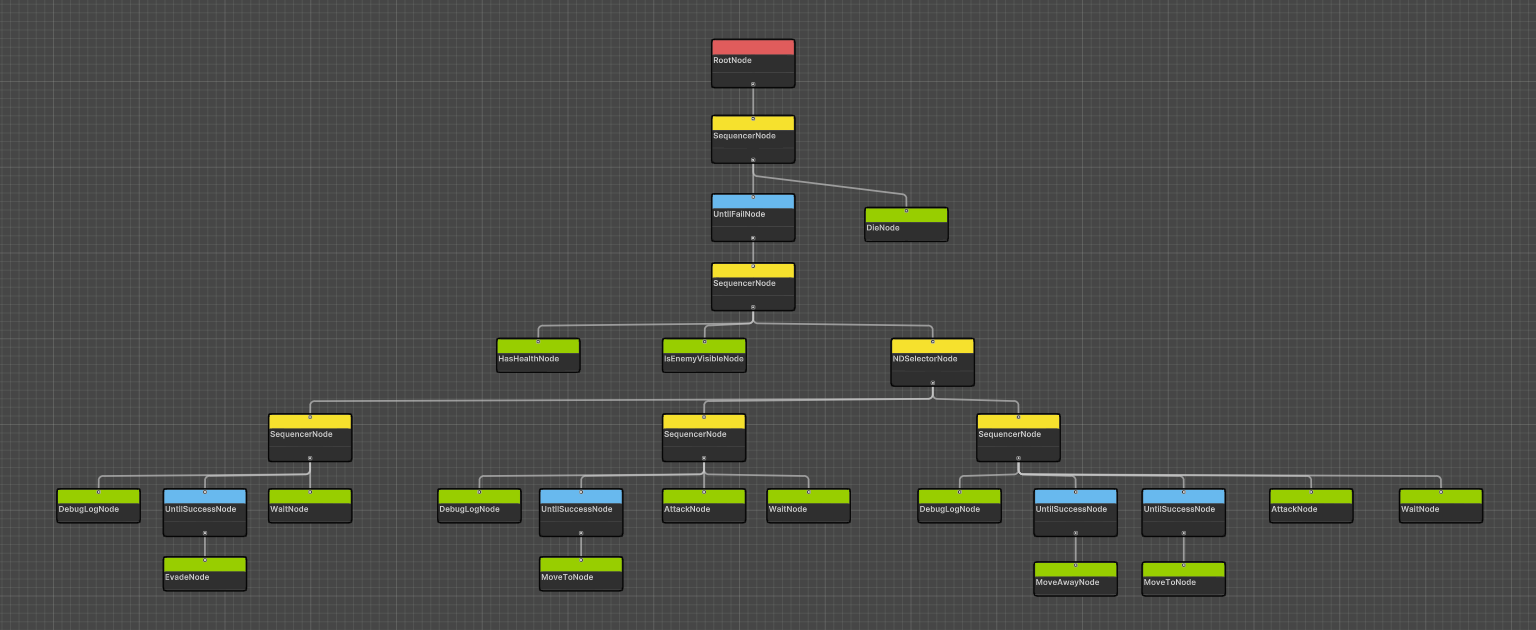 RootNode
SequencerNode
UntilFailNode
DieNode
SequencerNode
HasHealthNode
IsEnemyVisibleNode
NDSelectorNode
SequencerNode
SequencerNode
SequencerNode
DebugLogNode
UntilSuccessNode
WaitNode
DebugLogNode
UntilSuccessNode
AttackNode
WaitNode
DebugLogNode
UntilSuccessNode
UntilSuccessNode
AttackNode
WaitNode
EvadeNode
MoveToNode
MoveAwayNode
MoveToNode